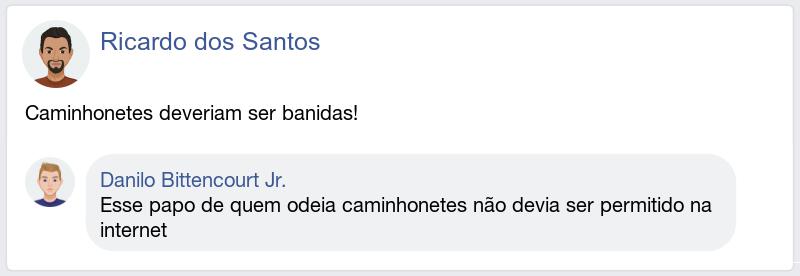 Ricardo dos Santos
Caminhonetes deveriam ser banidas!
Danilo Bittencourt Jr.
Esse papo de quem odeia caminhonetes não devia ser permitido na
internet